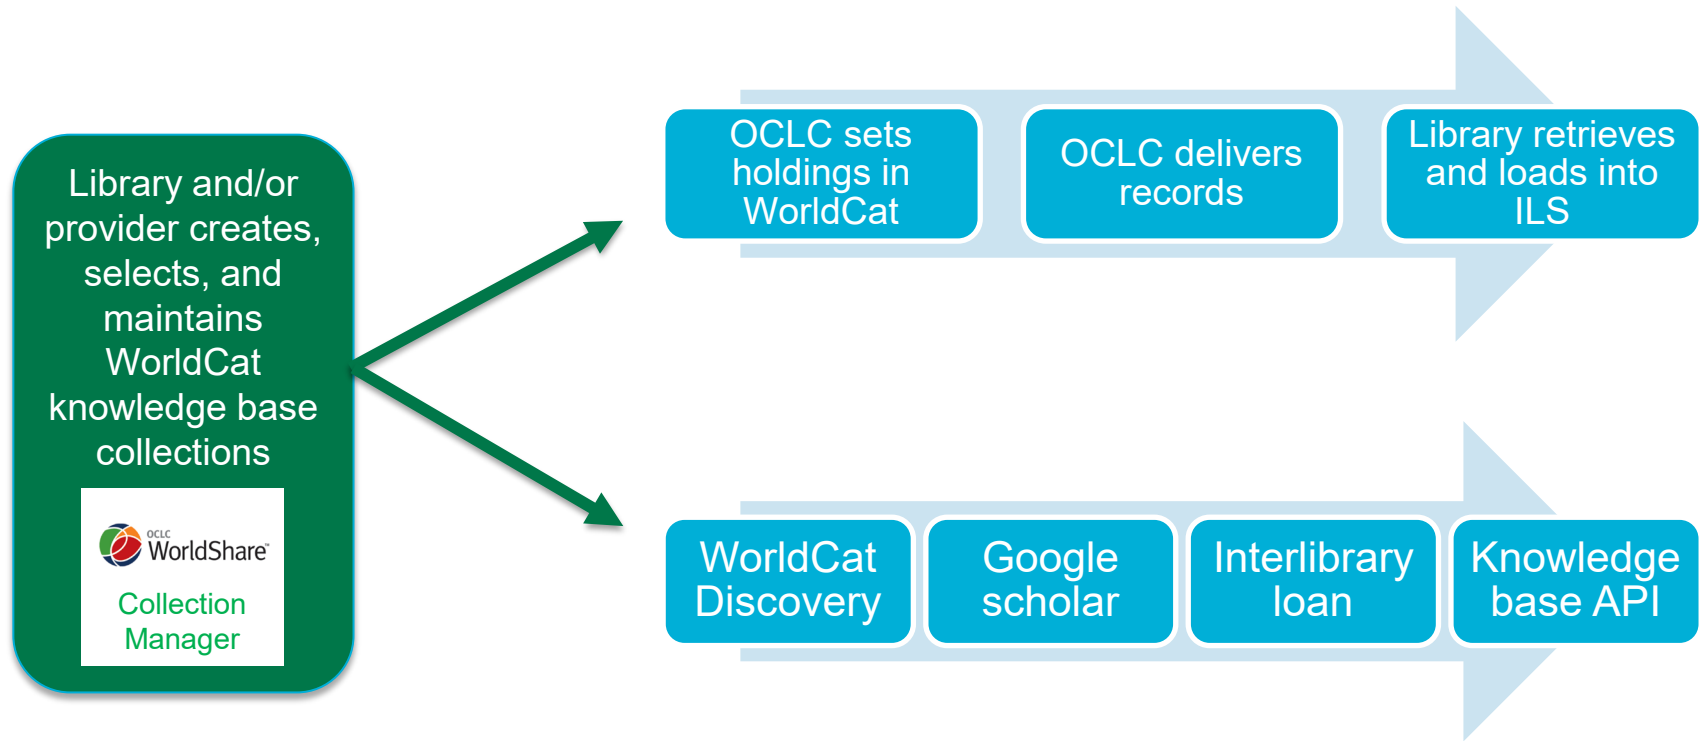 Library and/or
provider creates,
selects, and
maintains
WorldCat
knowledge base
collections
OCLC
WorldShare™
Collection
Manager
OCLC sets
holdings in
WorldCat
OCLC delivers
records
Library retrieves
and loads into
ILS
WorldCat
Discovery
Google
scholar
Interlibrary
loan
Knowledge
base API